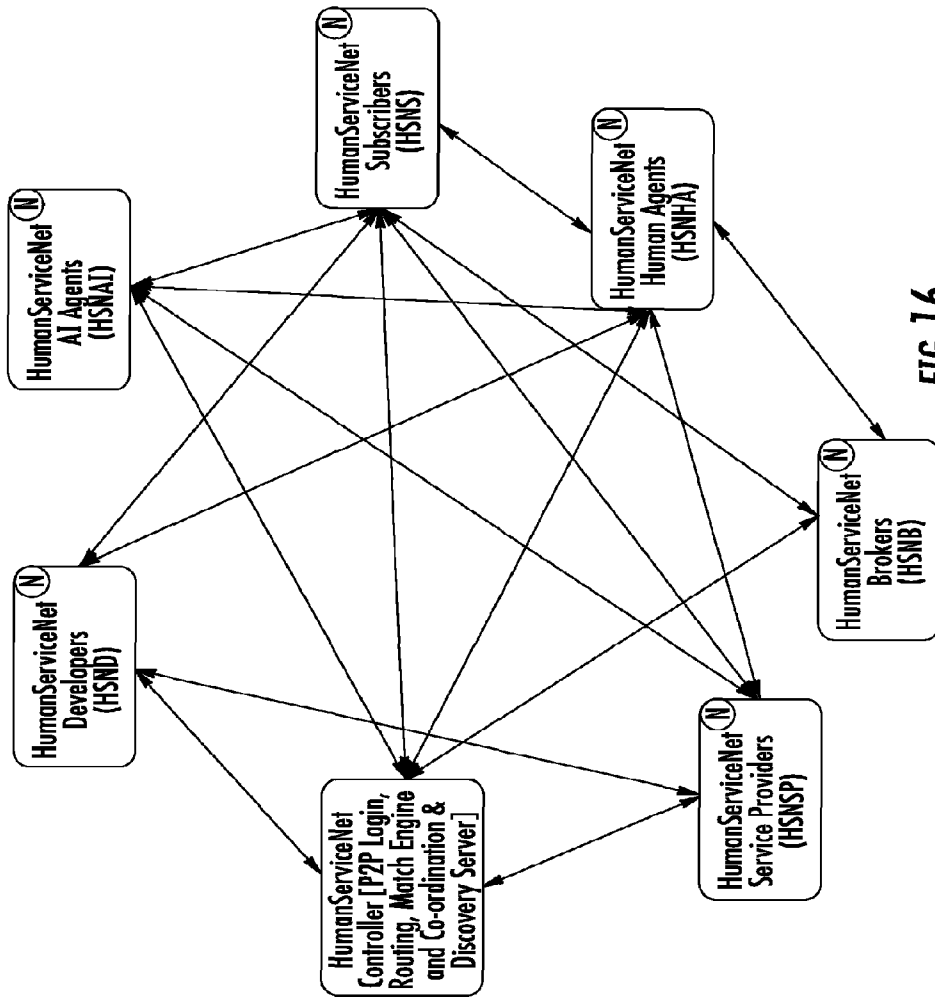 HumanServiceNet
Developers
(HSND)
N
HumanServiceNet
AI Agents
(HSNAI)
N
HumanServiceNet
Controller [P2P Login,
Routing, Match Engine
and Co-ordination &
Discovery Server]
HumanServiceNet
Subscribers
(HSNS)
N
HumanServiceNet
Human Agents
(HSNHA)
N
HumanServiceNet
Service Providers
(HSNSP)
N
HumanServiceNet
Brokers
(HSNB)
N
FIG. 16